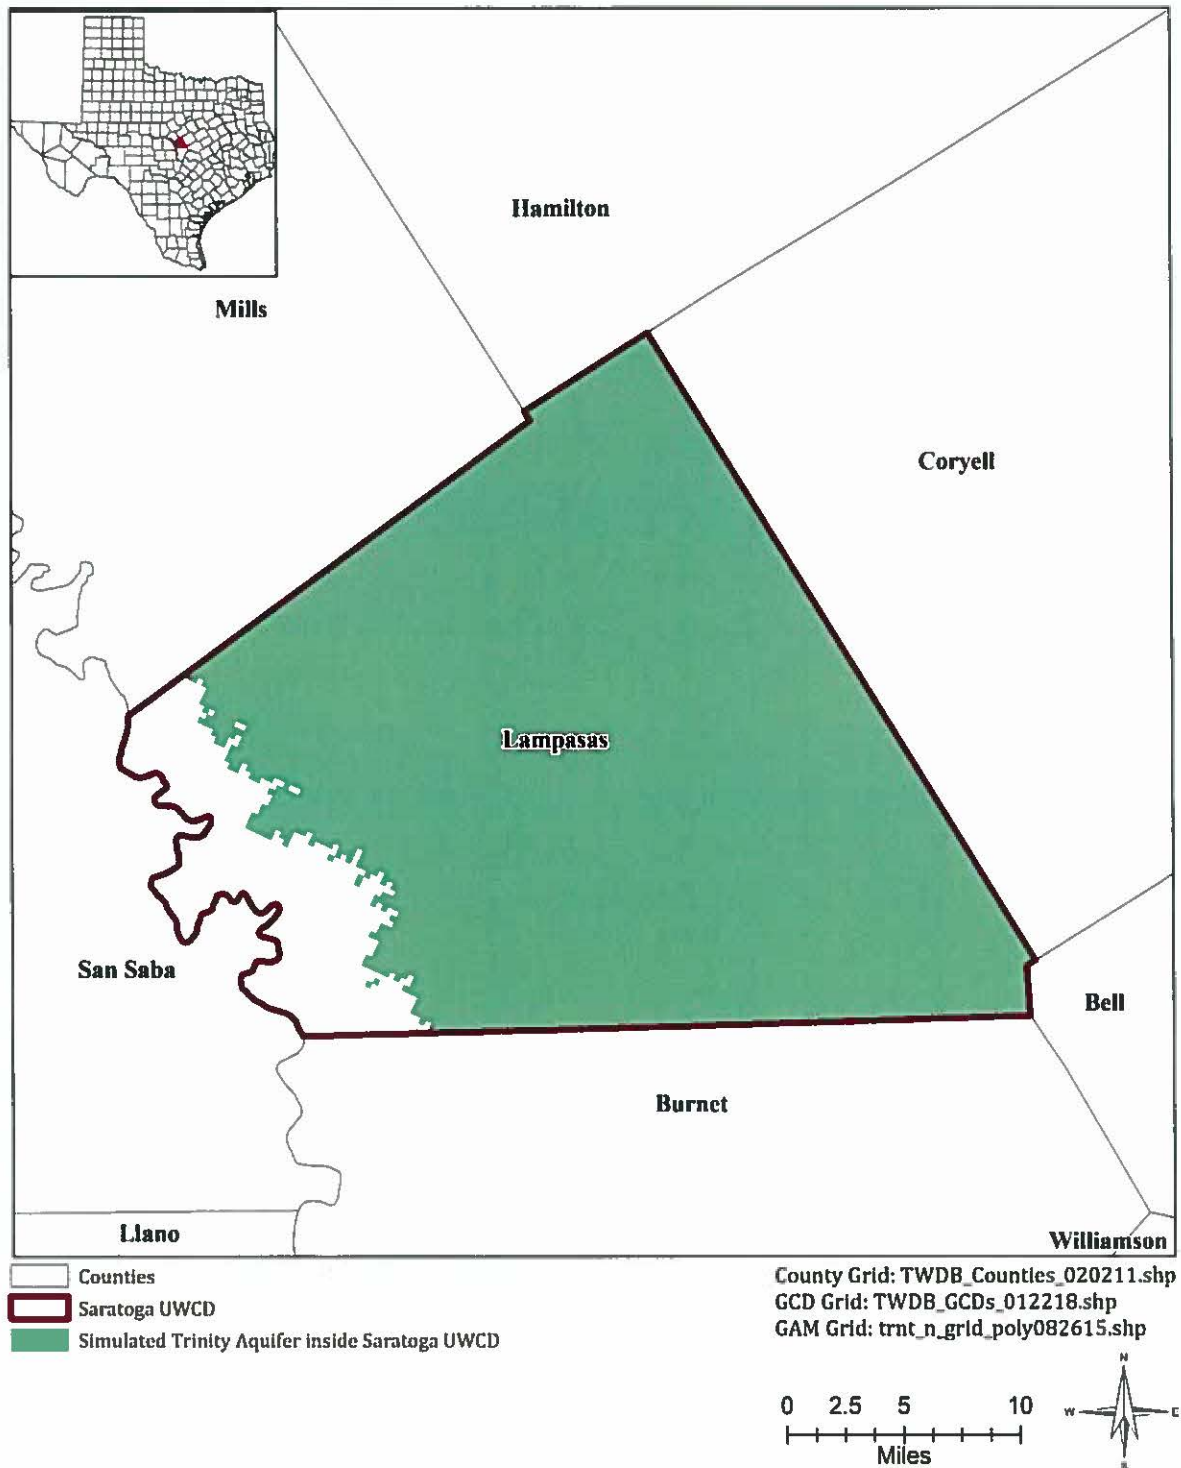 Hamilton
Mills
Coryell
Lampasas
San Saba
Bell
Burnet
Llano
Williamson
Counties
Saratoga UWCD
Simulated Trinity Aquifer inside Saratoga UWCD
County Grid: TWDB_Counties_020211.shp
GCD Grid: TWDB_GCDs_012218.shp
GAM Grid: trnt_n_grid_poly082615.shp
0 2.5 5 10
Miles
N
W E
S